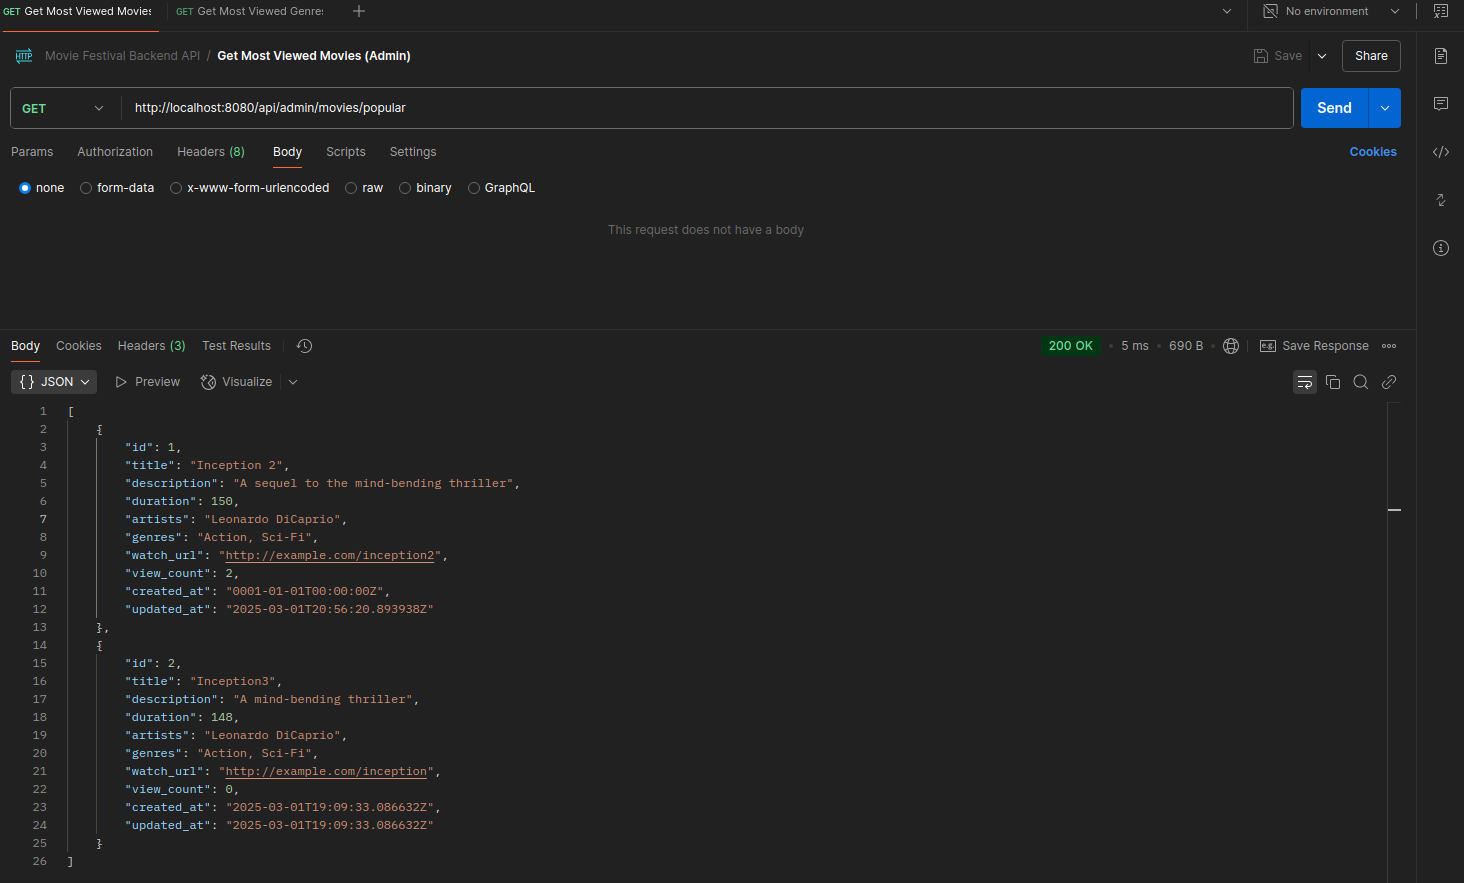 GET Get Most Viewed Movies GET Get Most Viewed Genres No environment
HTTP Movie Festival Backend API / Get Most Viewed Movies (Admin) Save Share
GET http://localhost:8080/api/admin/movies/popular Send
Params Authorization Headers (8) Body Scripts Settings Cookies
none form-data x-www-form-urlencoded raw binary GraphQL
This request does not have a body
Body Cookies Headers (3) Test Results 200 OK • 5 ms • 690 B • e.g. Save Response
{} JSON Preview Visualize
1 [
2 {
3 "id": 1,
4 "title": "Inception 2",
5 "description": "A sequel to the mind-bending thriller",
6 "duration": 150,
7 "artists": "Leonardo DiCaprio",
8 "genres": "Action, Sci-Fi",
9 "watch_url": "http://example.com/inception2",
10 "view_count": 2,
11 "created_at": "0001-01-01T00:00:00Z",
12 "updated_at": "2025-03-01T20:56:20.893938Z"
13 },
14 {
15 "id": 2,
16 "title": "Inception3",
17 "description": "A mind-bending thriller",
18 "duration": 148,
19 "artists": "Leonardo DiCaprio",
20 "genres": "Action, Sci-Fi",
21 "watch_url": "http://example.com/inception",
22 "view_count": 0,
23 "created_at": "2025-03-01T19:09:33.086632Z",
24 "updated_at": "2025-03-01T19:09:33.086632Z"
25 }
26 ]